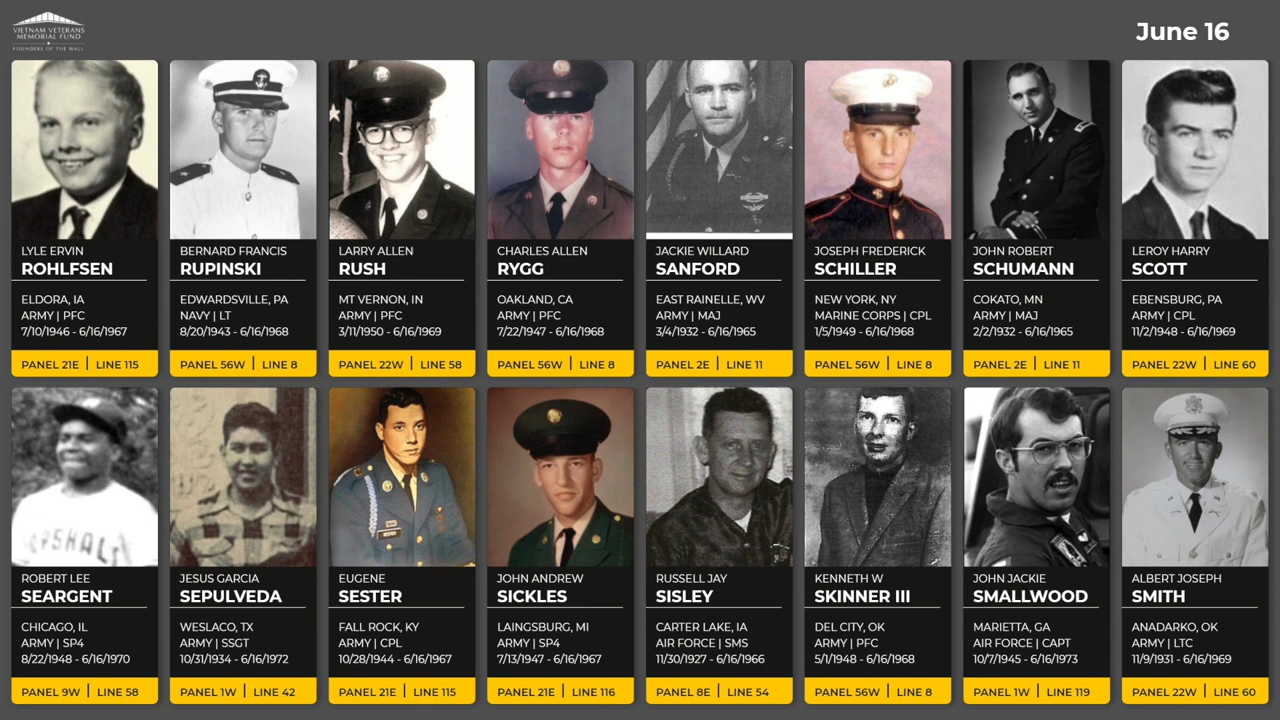 VIETNAM VETERANS
MEMORIAL FUND
FOUNDERS OF THE WALL
June 16
LYLE ERVIN
ROHLFSEN
ELDORA, IA
ARMY | PFC
7/10/1946 - 6/16/1967
PANEL 21E | LINE 115
BERNARD FRANCIS
RUPINSKI
EDWARDSVILLE, PA
NAVY | LT
8/20/1943 - 6/16/1968
PANEL 56W | LINE 8
LARRY ALLEN
RUSH
MT VERNON, IN
ARMY | PFC
3/11/1950 - 6/16/1969
PANEL 22W | LINE 58
CHARLES ALLEN
RYGG
OAKLAND, CA
ARMY | PFC
7/22/1947 - 6/16/1968
PANEL 56W | LINE 8
JACKIE WILLARD
SANFORD
EAST RAINELLE, WV
ARMY | MAJ
3/4/1932 - 6/16/1965
PANEL 2E | LINE 11
JOSEPH FREDERICK
SCHILLER
NEW YORK, NY
MARINE CORPS | CPL
1/5/1949 - 6/16/1968
PANEL 56W | LINE 8
JOHN ROBERT
SCHUMANN
COKATO, MN
ARMY | MAJ
2/2/1932 - 6/16/1965
PANEL 2E | LINE 11
LEROY HARRY
SCOTT
EBENSBURG, PA
ARMY | CPL
11/2/1948 - 6/16/1969
PANEL 22W | LINE 60
ROBERT LEE
SEARGENT
CHICAGO, IL
ARMY | SP4
8/22/1948 - 6/16/1970
PANEL 9W | LINE 58
JESUS GARCIA
SEPULVEDA
WESLACO, TX
ARMY | SSGT
10/31/1934 - 6/16/1972
PANEL 1W | LINE 42
EUGENE
SESTER
FALL ROCK, KY
ARMY | CPL
10/28/1944 - 6/16/1967
PANEL 21E | LINE 115
JOHN ANDREW
SICKLES
LAINGSBURG, MI
ARMY | SP4
7/13/1947 - 6/16/1967
PANEL 21E | LINE 116
RUSSELL JAY
SISLEY
CARTER LAKE, IA
AIR FORCE | SMS
11/30/1927 - 6/16/1966
PANEL 8E | LINE 54
KENNETH W
SKINNER III
DEL CITY, OK
ARMY | PFC
5/1/1948 - 6/16/1968
PANEL 56W | LINE 8
JOHN JACKIE
SMALLWOOD
MARIETTA, GA
AIR FORCE | CAPT
10/7/1945 - 6/16/1973
PANEL 1W | LINE 119
ALBERT JOSEPH
SMITH
ANADARKO, OK
ARMY | LTC
11/9/1931 - 6/16/1969
PANEL 22W | LINE 60